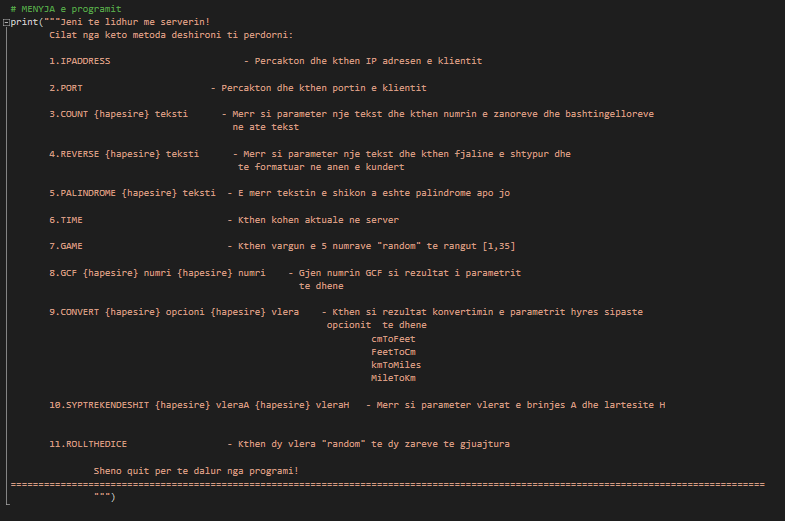 # MENYJA e programit
print("""Jeni te lidhur me serverin!
Cilat nga keto metoda deshironi ti perdorni:
1.IPADDRESS - Percakton dhe kthen IP adresen e klientit
2.PORT - Percakton dhe kthen portin e klientit
3.COUNT {hapesire} teksti - Merr si parameter nje tekst dhe kthen numrin e zanoreve dhe bashtingelloreve
ne ate tekst
4.REVERSE {hapesire} teksti - Merr si parameter nje tekst dhe kthen fjaline e shtypur dhe
te formatuar ne anen e kundert
5.PALINDROME {hapesire} teksti - E merr tekstin e shikon a eshte palindrome apo jo
6.TIME - Kthen kohen aktuale ne server
7.GAME - Kthen vargun e 5 numrave "random" te rangut [1,35]
8.GCF {hapesire} numri {hapesire} numri - Gjen numrin GCF si rezultat i parametrit
te dhene
9.CONVERT {hapesire} opcioni {hapesire} vlera - Kthen si rezultat konvertimin e parametrit hyres sipaste
opcionit te dhene
cmToFeet
FeetToCm
kmToMiles
MileToKm
10.SYPTREKENDESHIT {hapesire} vleraA {hapesire} vleraH - Merr si parameter vlerat e brinjes A dhe lartesite H
11.ROLLTHEDICE - Kthen dy vlera "random" te dy zareve te gjuajtura
Sheno quit per te dalur nga programi!
========================================================================================================================================
""")